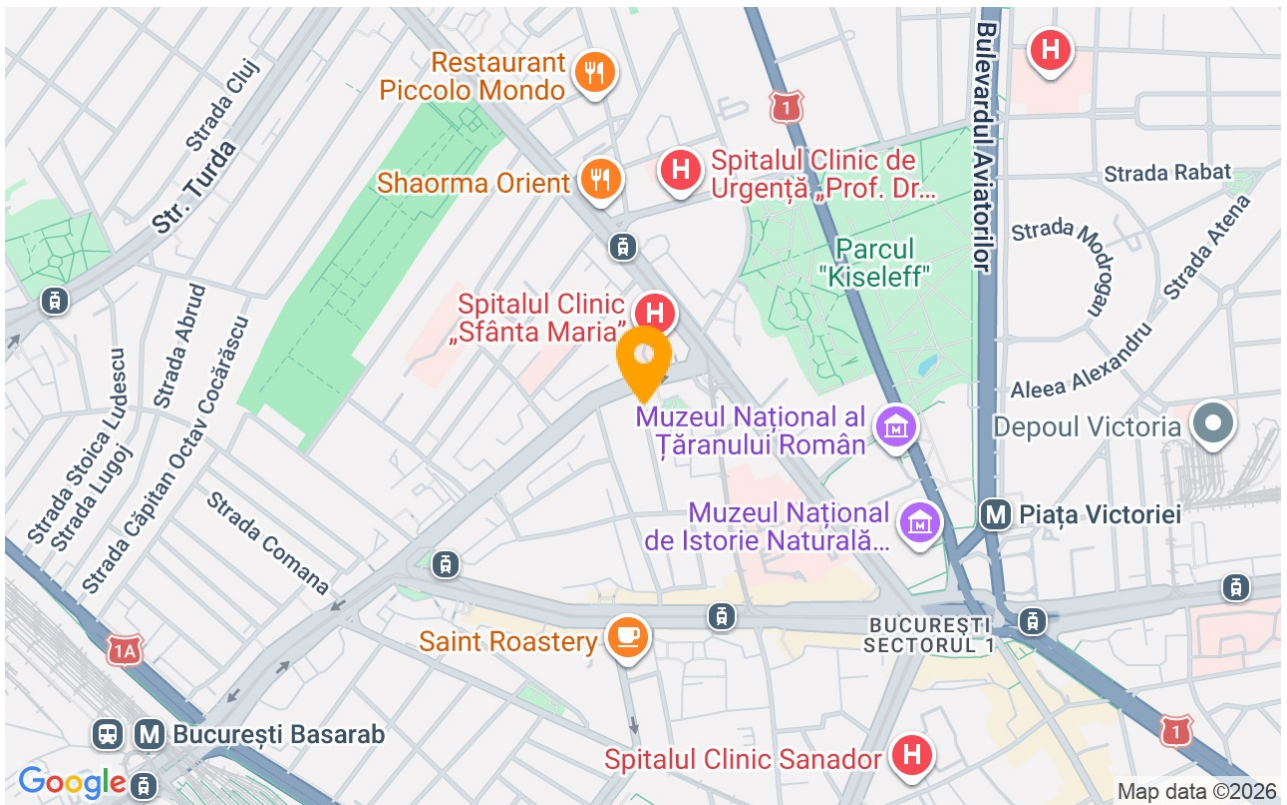 Restaurant
Piccolo Mondo
Strada Cluj
1
Bulevardul Aviatorilor
H
Str. Turda
Shaorma Orient
H
Spitalul Clinic de
Urgență „Prof. Dr...
Strada Rabat
Strada Atena
Strada Modrogan
Parcul
"Kiseleff"
Spitalul Clinic
„Sfânta Maria”
H
Strada Abrud
Strada Stoica Ludescu
Strada Lugoj
Strada Căpitan Octav Cocărăscu
Aleea Alexandru
Muzeul Național al
Țăranului Român
M
Depoul Victoria
Strada Comana
Muzeul Național
de Istorie Naturală...
M
M
Piața Victoriei
1A
Saint Roastery
BUCUREȘTI
SECTORUL 1
M
București Basarab
Spitalul Clinic Sanador
H
1
Google
Map data ©2026